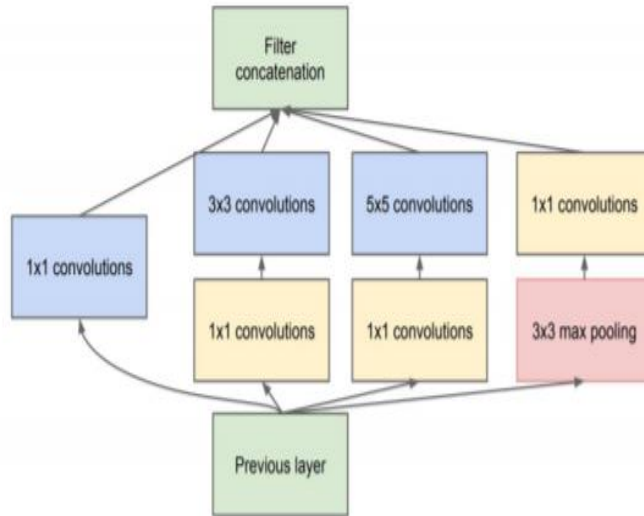 Filter
concatenation
3x3 convolutions
5x5 convolutions
1x1 convolutions
1x1 convolutions
1x1 convolutions
1x1 convolutions
3x3 max pooling
Previous layer